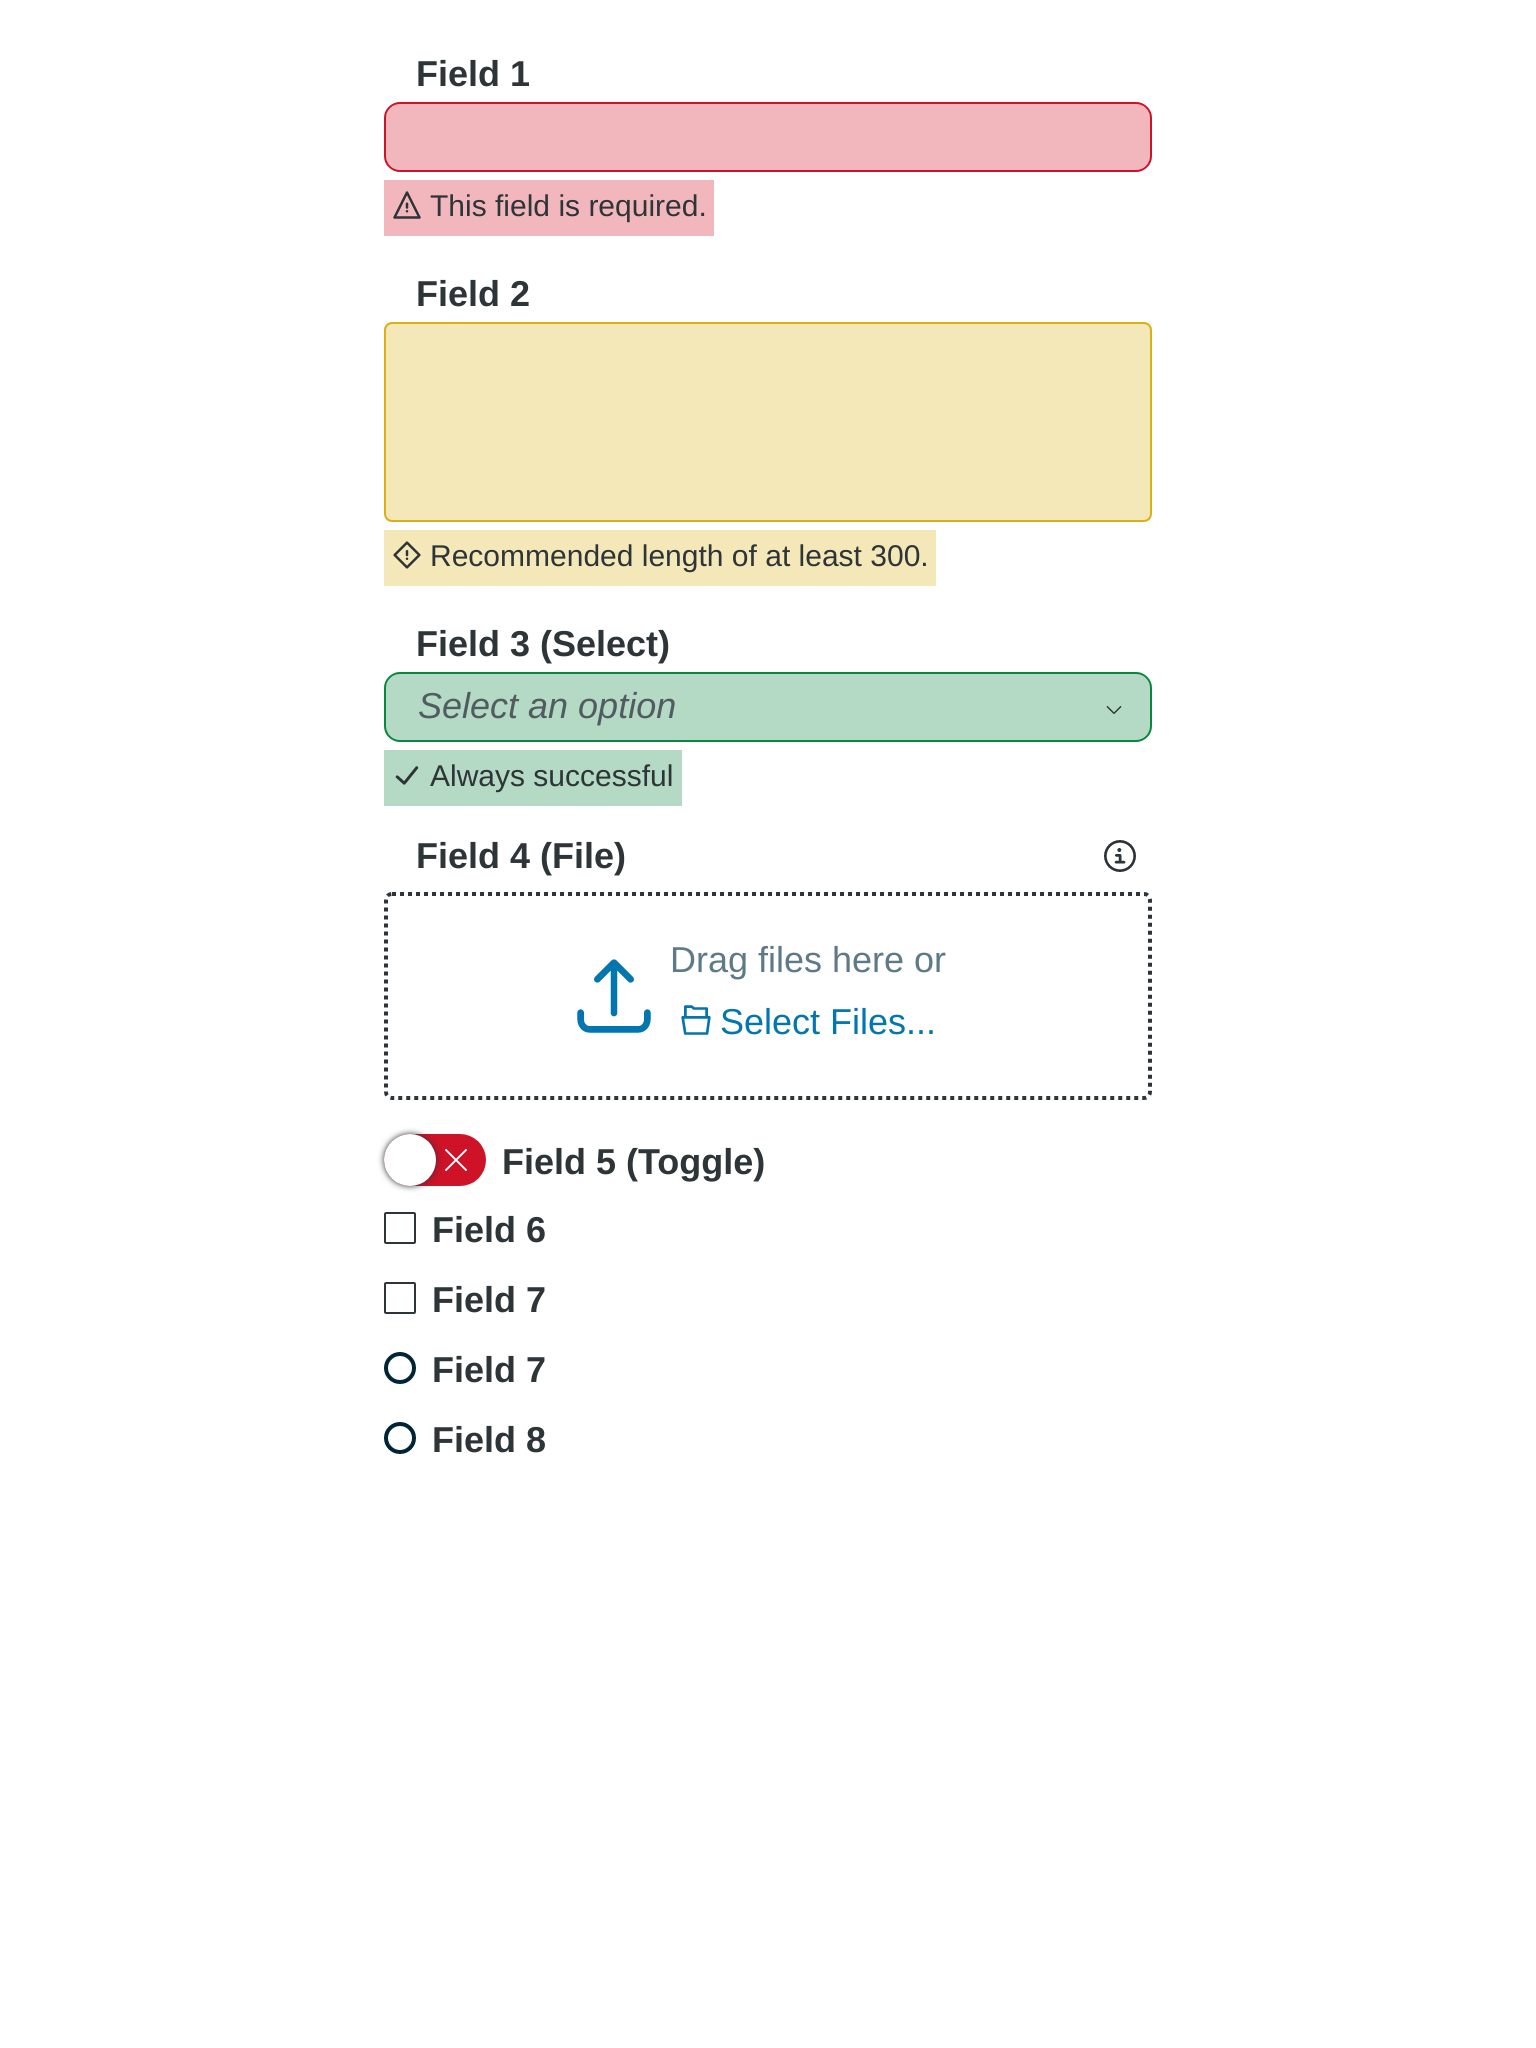 Field 1
This field is required.
Field 2
Recommended length of at least 300.
Field 3 (Select)
Select an option
Always successful
Field 4 (File)
Drag files here or
Select Files...
Field 5 (Toggle)
Field 6
Field 7
Field 7
Field 8